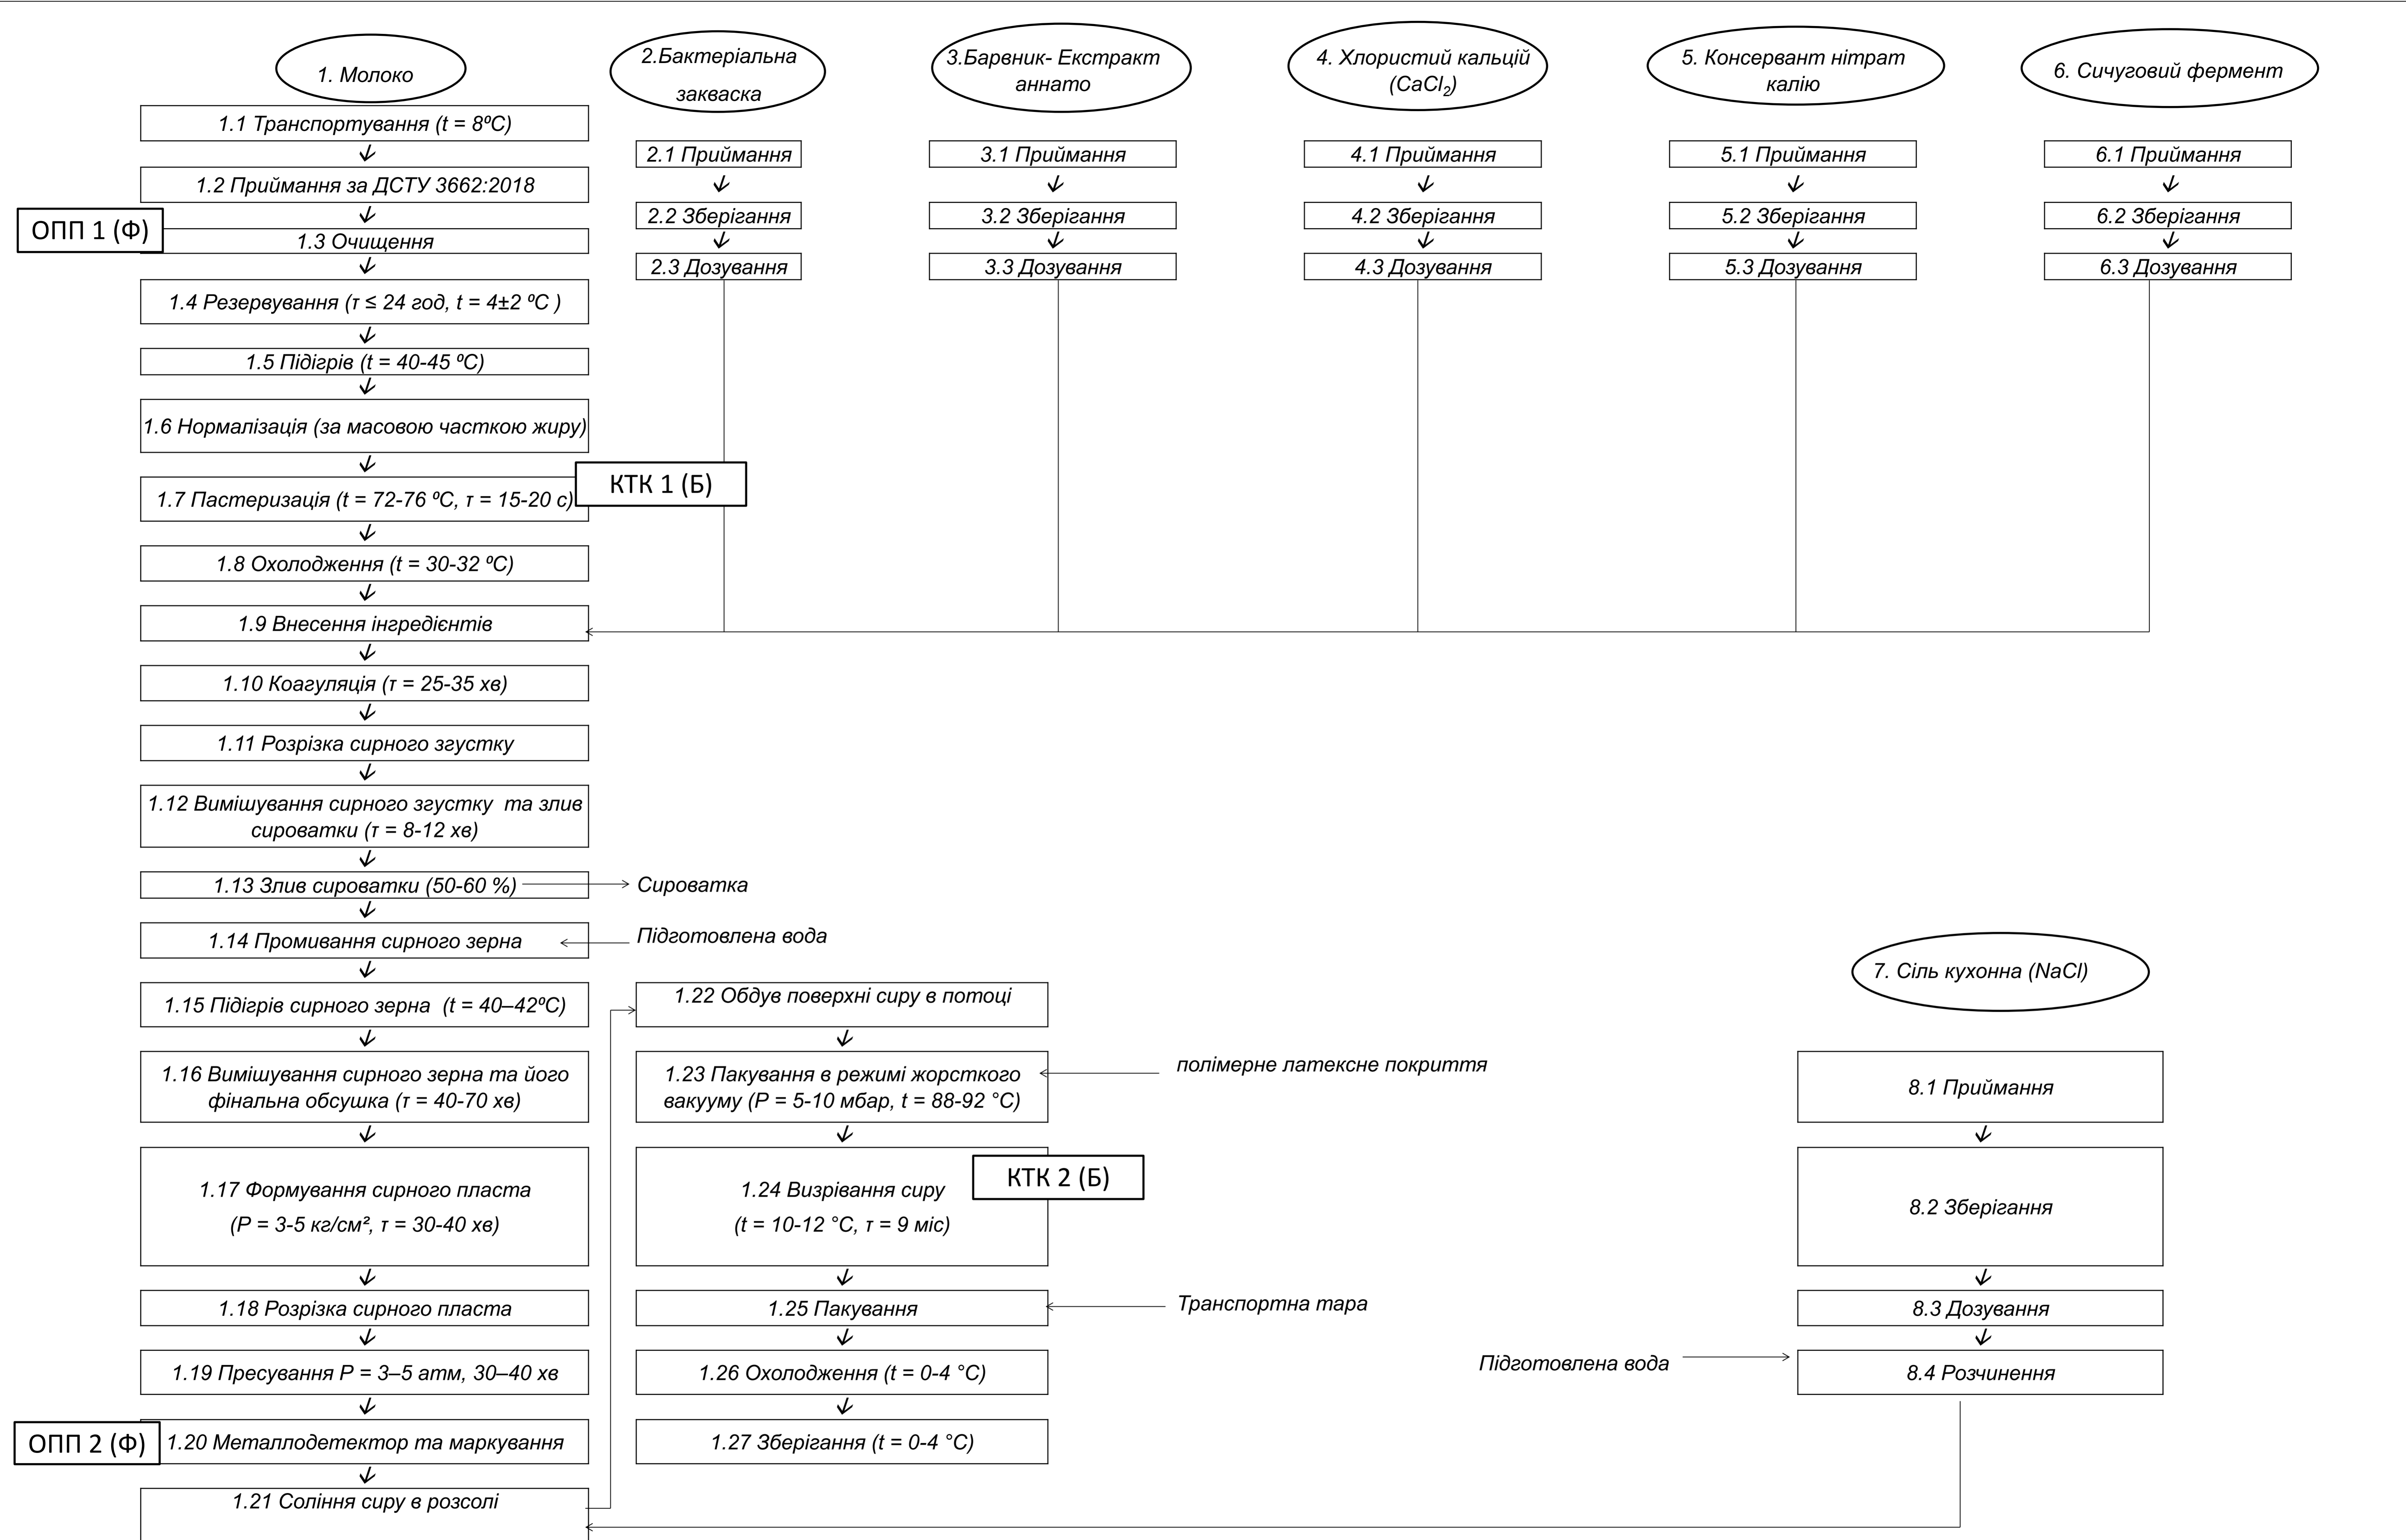 1. Молоко
1.1 Транспортування (t = 8⁰С)
1.2 Приймання за ДСТУ 3662:2018
ОПП 1 (Ф)
1.3 Очищення
1.4 Резервування (τ ≤ 24 год, t = 4±2 ⁰С )
1.5 Підігрів (t = 40-45 ⁰С)
1.6 Нормалізація (за масовою часткою жиру)
КТК 1 (Б)
1.7 Пастеризація (t = 72-76 ⁰С, τ = 15-20 с)
1.8 Охолодження (t = 30-32 ⁰С)
1.9 Внесення інгредієнтів
1.10 Коагуляція (τ = 25-35 хв)
1.11 Розрізка сирного згустку
1.12 Вимішування сирного згустку та злив
сироватки (τ = 8-12 хв)
1.13 Злив сироватки (50-60 %)
Сироватка
1.14 Промивання сирного зерна
Підготовлена вода
1.15 Підігрів сирного зерна (t = 40–42⁰С)
1.16 Вимішування сирного зерна та його
фінальна обсушка (τ = 40-70 хв)
1.17 Формування сирного пласта
(Р = 3-5 кг/см², τ = 30-40 хв)
1.18 Розрізка сирного пласта
1.19 Пресування Р = 3–5 атм, 30–40 хв
ОПП 2 (Ф)
1.20 Металлодетектор та маркування
1.21 Соління сиру в розсолі
2.Бактеріальна
закваска
2.1 Приймання
2.2 Зберігання
2.3 Дозування
3.Барвник- Екстракт
аннато
3.1 Приймання
3.2 Зберігання
3.3 Дозування
4. Хлористий кальцій
(CaCl₂)
4.1 Приймання
4.2 Зберігання
4.3 Дозування
5. Консервант нітрат
калію
5.1 Приймання
5.2 Зберігання
5.3 Дозування
6. Сичуговий фермент
6.1 Приймання
6.2 Зберігання
6.3 Дозування
1.22 Обдув поверхні сиру в потоці
1.23 Пакування в режимі жорсткого
вакууму (Р = 5-10 мбар, t = 88-92 °С)
полімерне латексне покриття
КТК 2 (Б)
1.24 Визрівання сиру
(t = 10-12 °С, τ = 9 міс)
1.25 Пакування
Транспортна тара
1.26 Охолодження (t = 0-4 °С)
1.27 Зберігання (t = 0-4 °С)
7. Сіль кухонна (NaCl)
8.1 Приймання
8.2 Зберігання
8.3 Дозування
Підготовлена вода
8.4 Розчинення